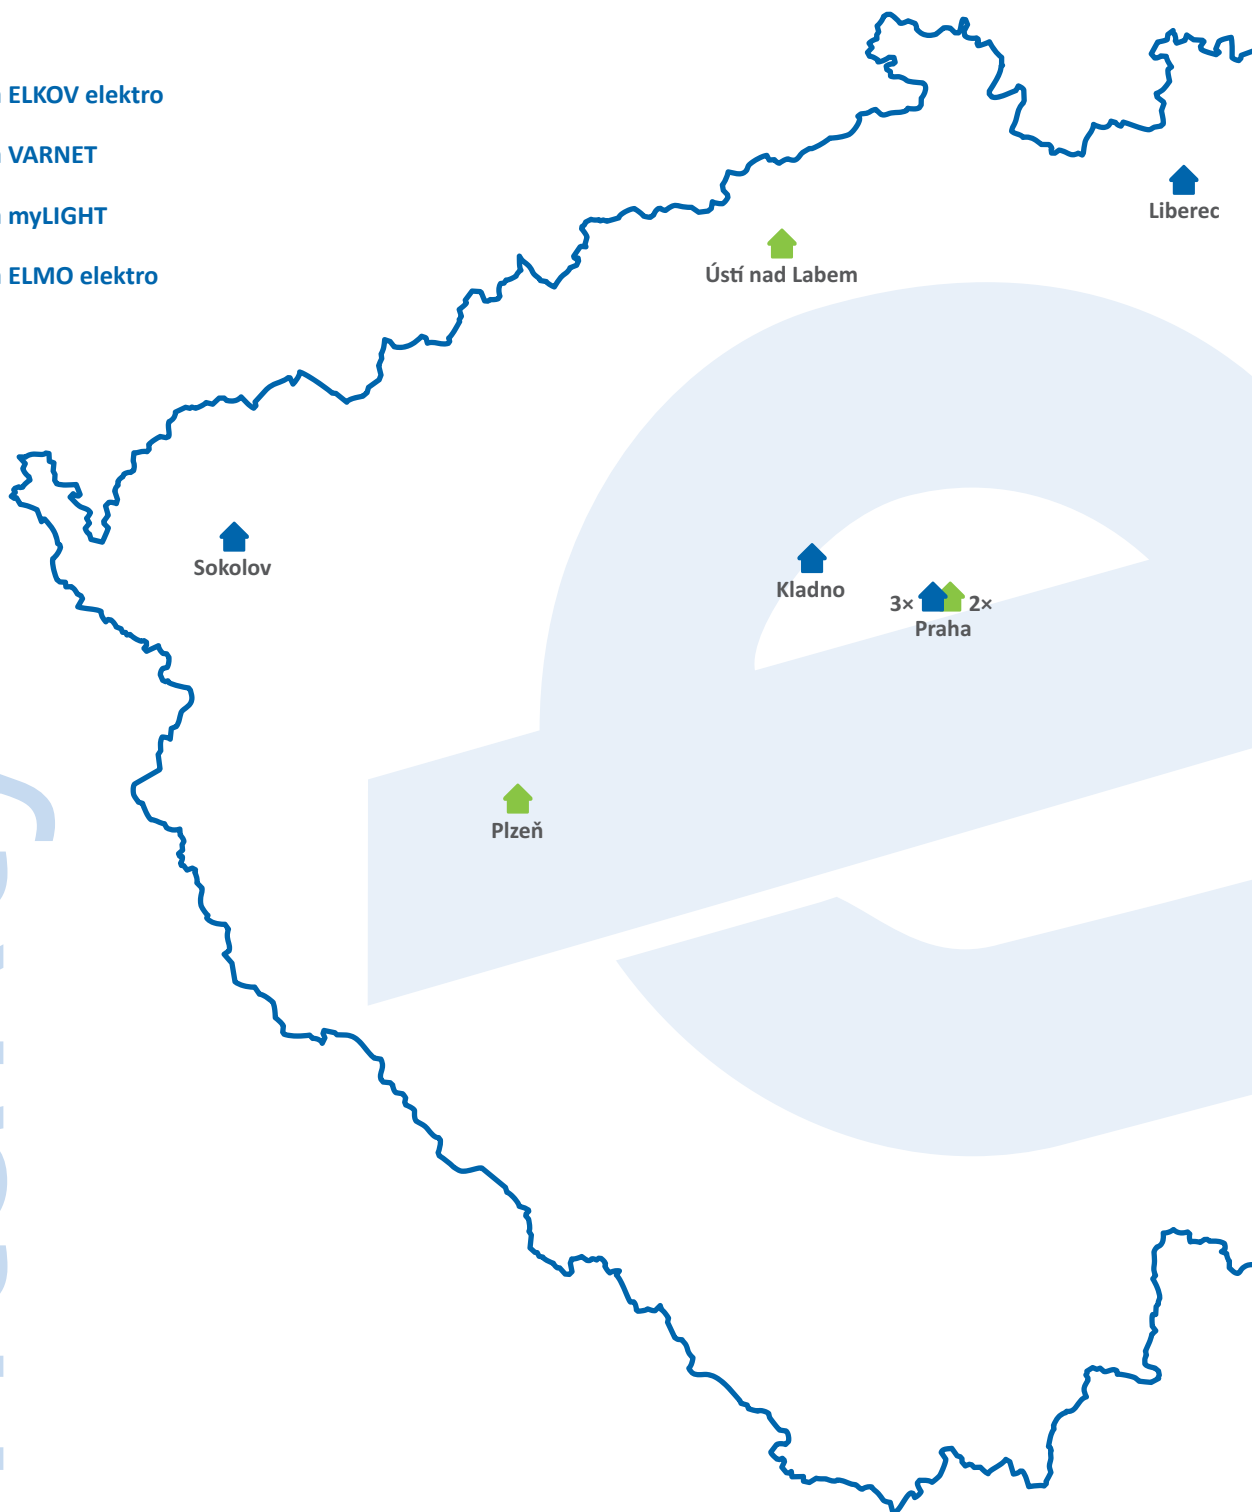 ELKOV elektro
VARNET
myLIGHT
ELMO elektro
Liberec
Ústí nad Labem
Sokolov
Kladno
3× 2×
Praha
Plzeň